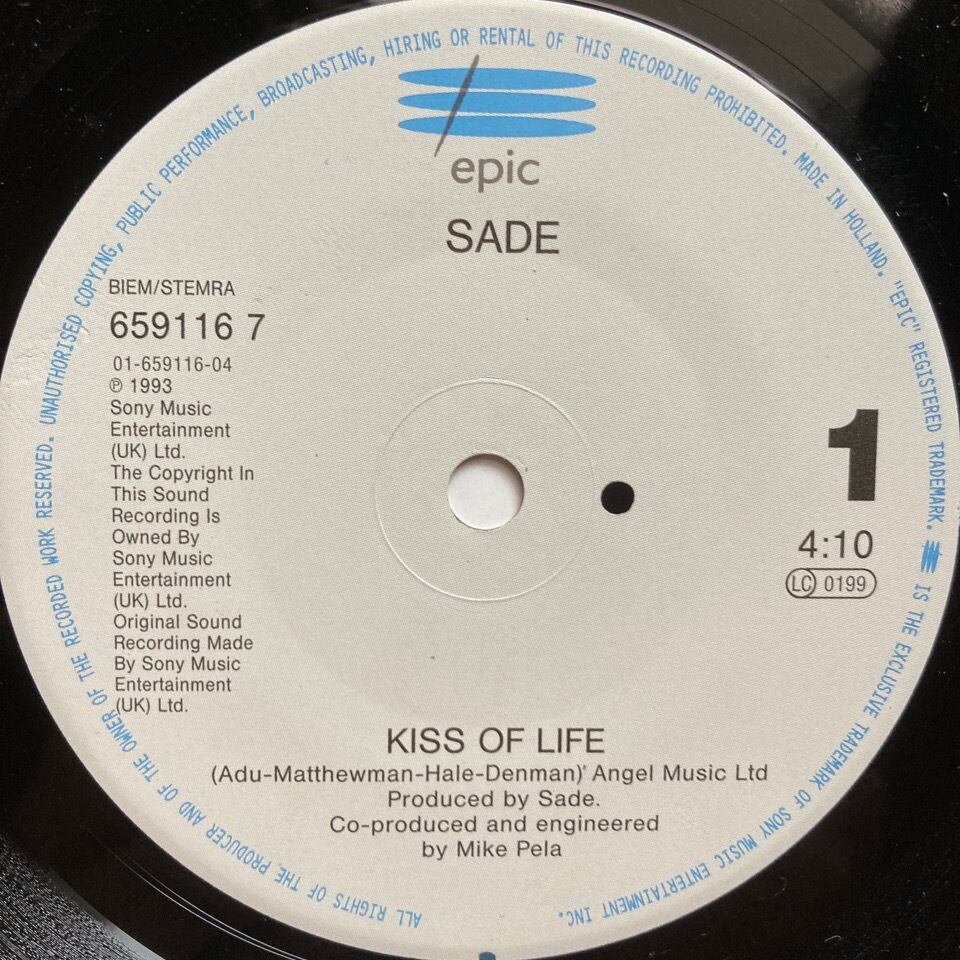 ALL RIGHTS OF THE PRODUCER AND OF THE OWNER OF THE RECORDED WORK RESERVED. UNAUTHORISED COPYING, PUBLIC PERFORMANCE, BROADCASTING, HIRING OR RENTAL OF THIS RECORDING PROHIBITED. MADE IN HOLLAND. "EPIC" REGISTERED TRADEMARK. IS THE EXCLUSIVE TRADEMARK OF SONY MUSIC ENTERTAINMENT INC.
epic
SADE
BIEM/STEMRA
659116 7
01-659116-04
℗ 1993
Sony Music
Entertainment
(UK) Ltd.
The Copyright In
This Sound
Recording Is
Owned By
Sony Music
Entertainment
(UK) Ltd.
Original Sound
Recording Made
By Sony Music
Entertainment
(UK) Ltd.
1
4:10
LC 0199
KISS OF LIFE
(Adu-Matthewman-Hale-Denman)' Angel Music Ltd
Produced by Sade.
Co-produced and engineered
by Mike Pela